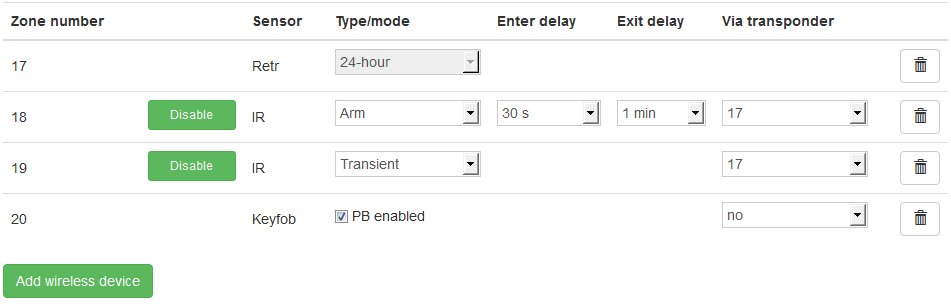 Zone number Sensor Type/mode Enter delay Exit delay Via transponder
17 Retr 24-hour
18 Disable IR Arm 30 s 1 min 17
19 Disable IR Transient 17
20 Keyfob PB enabled no
Add wireless device